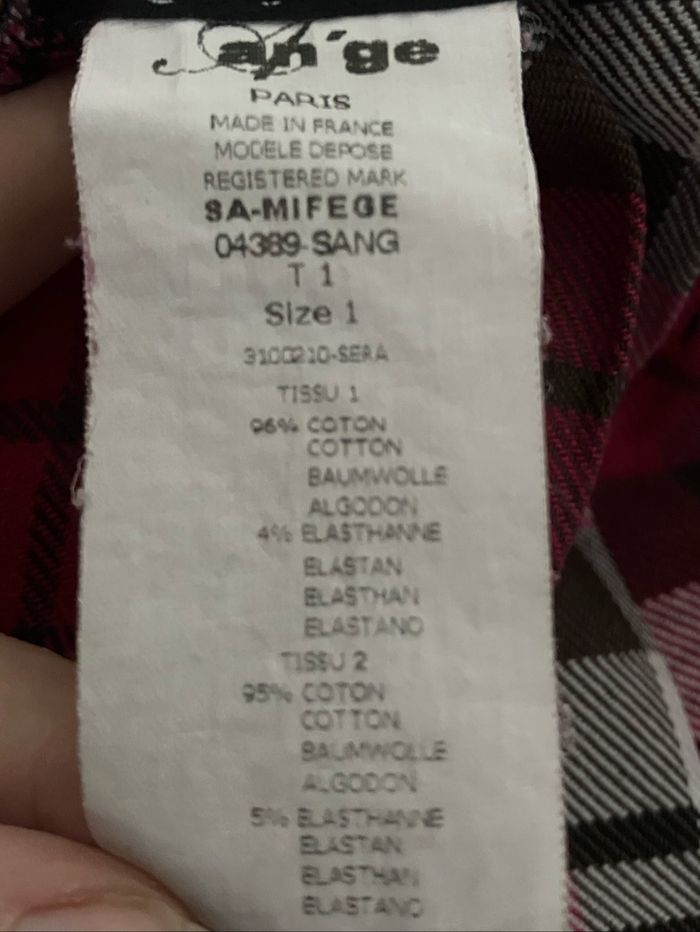 an'ge
PARIS
MADE IN FRANCE
MODELE DEPOSE
REGISTERED MARK
SA-MIFEGE
04389-SANG
T 1
Size 1
3100210-SERA
TISSU 1
96% COTON
COTTON
BAUMWOLLE
ALGODON
4% ELASTHANNE
ELASTAN
ELASTHAN
ELASTANO
TISSU 2
95% COTON
COTTON
BAUMWOLLE
ALGODON
5% ELASTHANNE
ELASTAN
ELASTHAN
ELASTANO